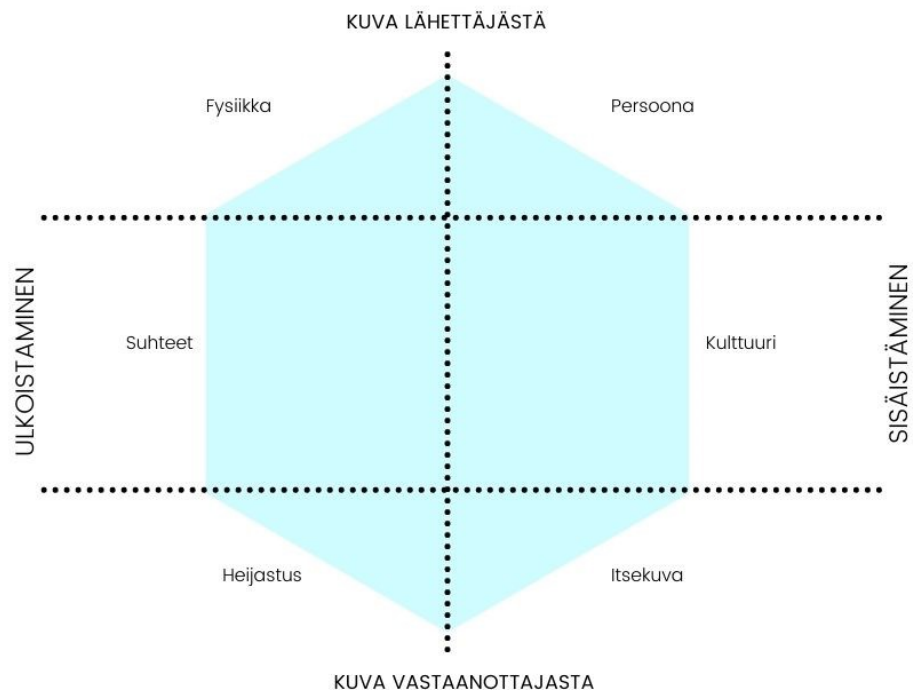 KUVA LÄHETTÄJÄSTÄ
Fysiikka
Persoona
ULKOISTAMINEN
Suhteet
Kulttuuri
SISÄISTÄMINEN
Heijastus
Itsekuva
KUVA VASTAANOTTAJASTA